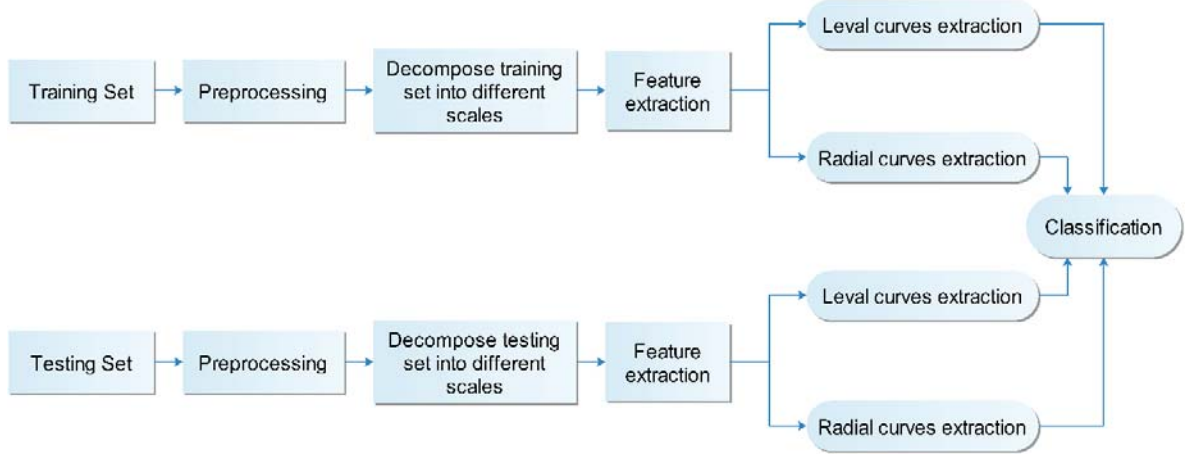 Leval curves extraction
Training Set
Preprocessing
Decompose training
set into different
scales
Feature
extraction
Radial curves extraction
Classification
Leval curves extraction
Testing Set
Preprocessing
Decompose testing
set into different
scales
Feature
extraction
Radial curves extraction